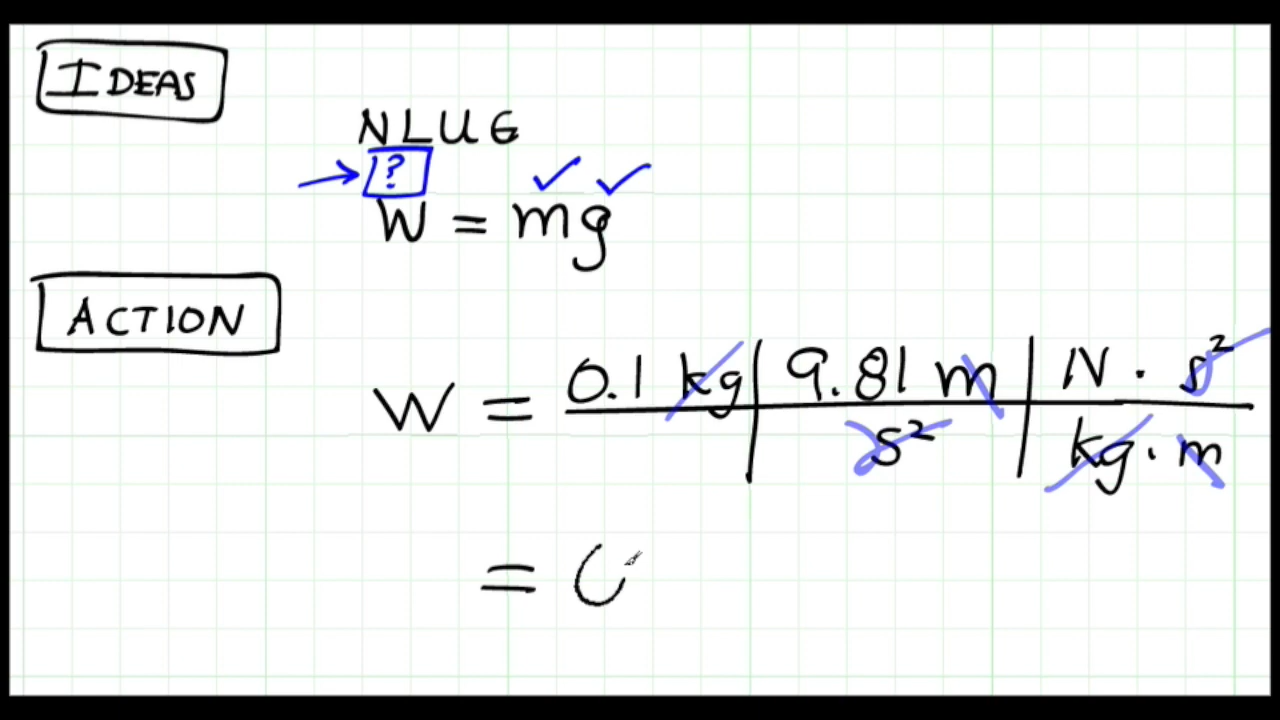 IDEAS
NLUG
?
W = mg
ACTION
W = 0.1 kg | 9.81 m | N · s²
s² | kg · m
=